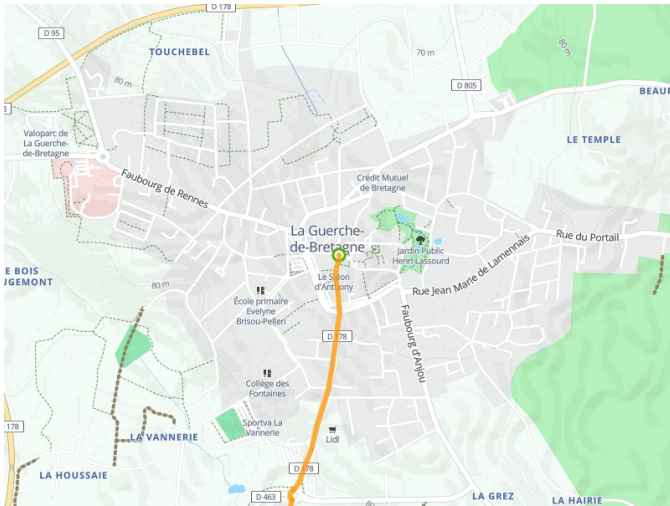 D 178
D 95
TOUCHEBEL
80 m
70 m
80 m
D 805
BEAUF
Valoparc de
La Guerche-
de-Bretagne
LE TEMPLE
Faubourg de Rennes
Crédit Mutuel
de Bretagne
La Guerche-
de-Bretagne
Jardin Public
Henri-Lassourd
Rue du Portail
E BOIS
UGEMONT
80 m
Le Salon
d'Anthony
Rue Jean Marie de Lamennais
École primaire
Evelyne
Brisou-Pellen
D 178
Faubourg d'Anjou
Collège des
Fontaines
178
Sportva La
Vannerie
LA VANNERIE
Lidl
LA HOUSSAIE
D 178
D 463
LA GREZ
LA HAIRIE